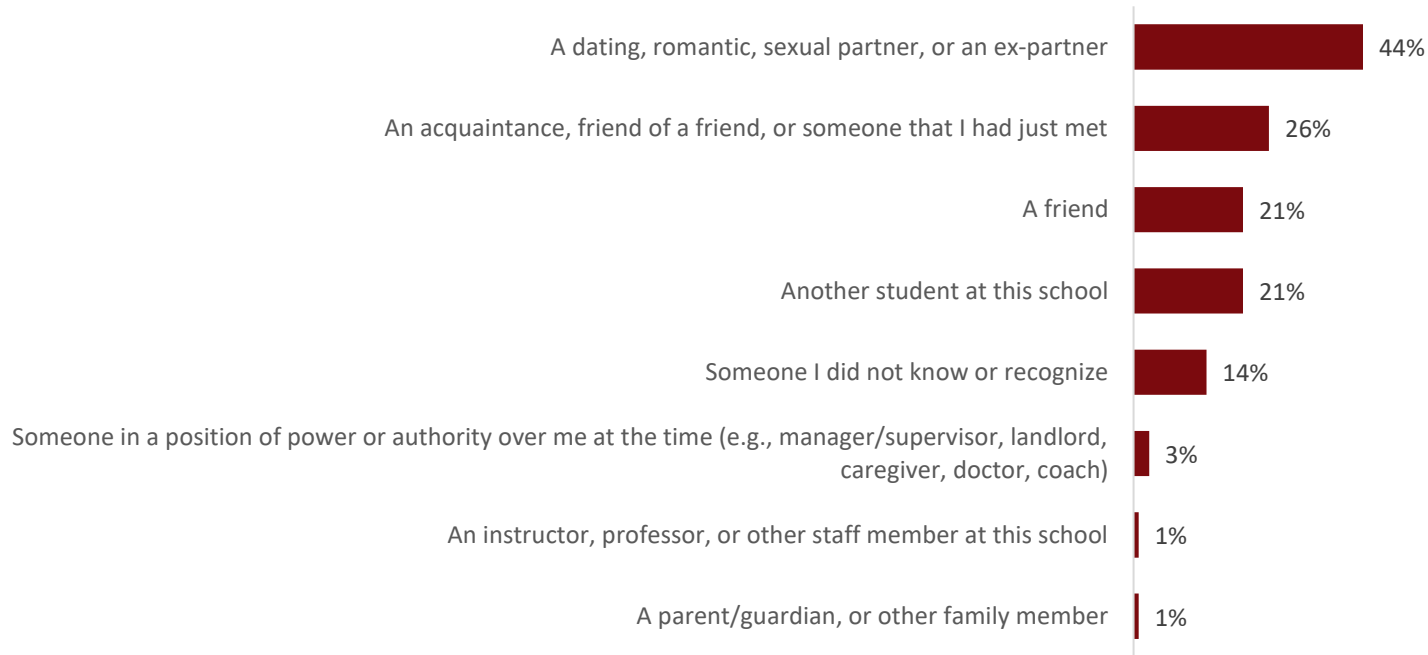 A dating, romantic, sexual partner, or an ex-partner 44%
An acquaintance, friend of a friend, or someone that I had just met 26%
A friend 21%
Another student at this school 21%
Someone I did not know or recognize 14%
Someone in a position of power or authority over me at the time (e.g., manager/supervisor, landlord,
caregiver, doctor, coach) 3%
An instructor, professor, or other staff member at this school 1%
A parent/guardian, or other family member 1%